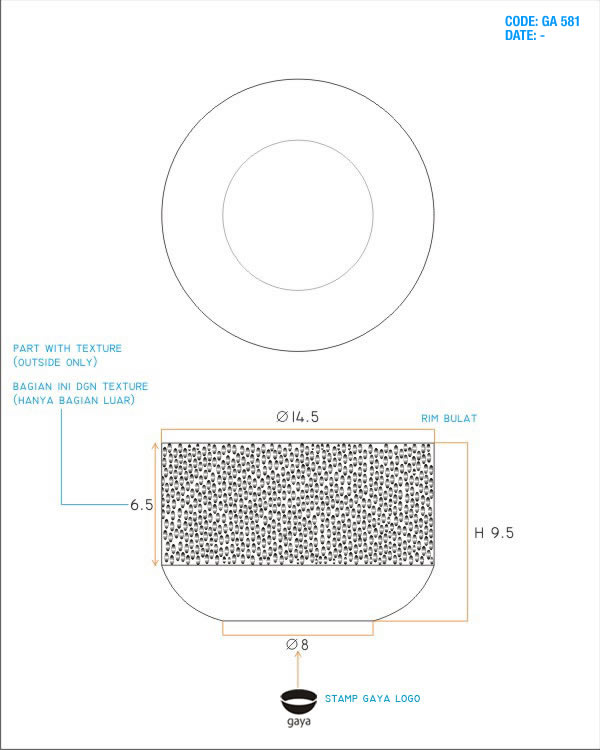 CODE: GA 581
DATE: -
PART WITH TEXTURE
(OUTSIDE ONLY)
BAGIAN INI DGN TEXTURE
(HANYA BAGIAN LUAR)
Ø14.5
RIM BULAT
6.5
H 9.5
Ø8
STAMP GAYA LOGO
gaya